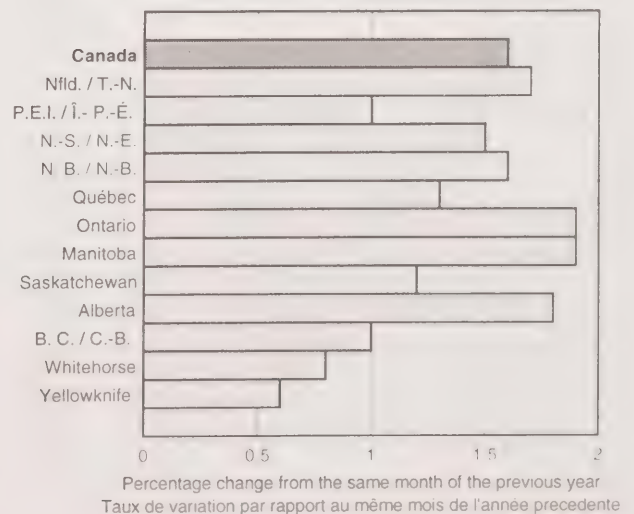 Canada
Nfld. / T.-N.
P.E.I. / Î.- P.-É.
N.-S. / N.-E.
N B. / N.-B.
Québec
Ontario
Manitoba
Saskatchewan
Alberta
B. C. / C.-B.
Whitehorse
Yellowknife
0 0.5 1 1.5 2
Percentage change from the same month of the previous year
Taux de variation par rapport au même mois de l'année precedente